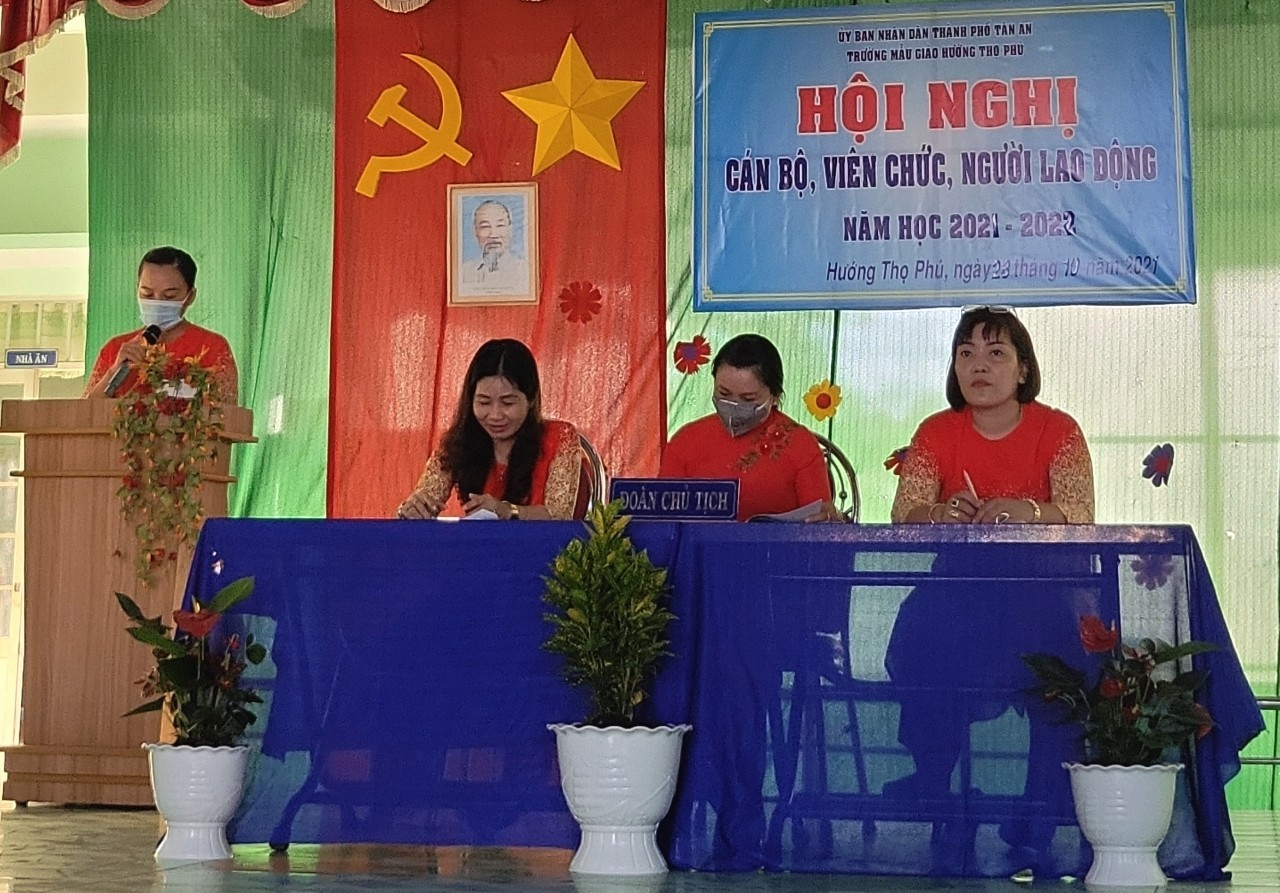 ỦY BAN NHÂN DÂN THÀNH PHỐ TÂN AN
TRƯỜNG MẪU GIÁO HƯỚNG THỌ PHÚ
HỘI NGHỊ
CÁN BỘ, VIÊN CHỨC, NGƯỜI LAO ĐỘNG
NĂM HỌC 2021 - 2022
Hướng Thọ Phú, ngày 23 tháng 10 năm 2021
NHÀ ĂN
ĐOÀN CHỦ TỊCH